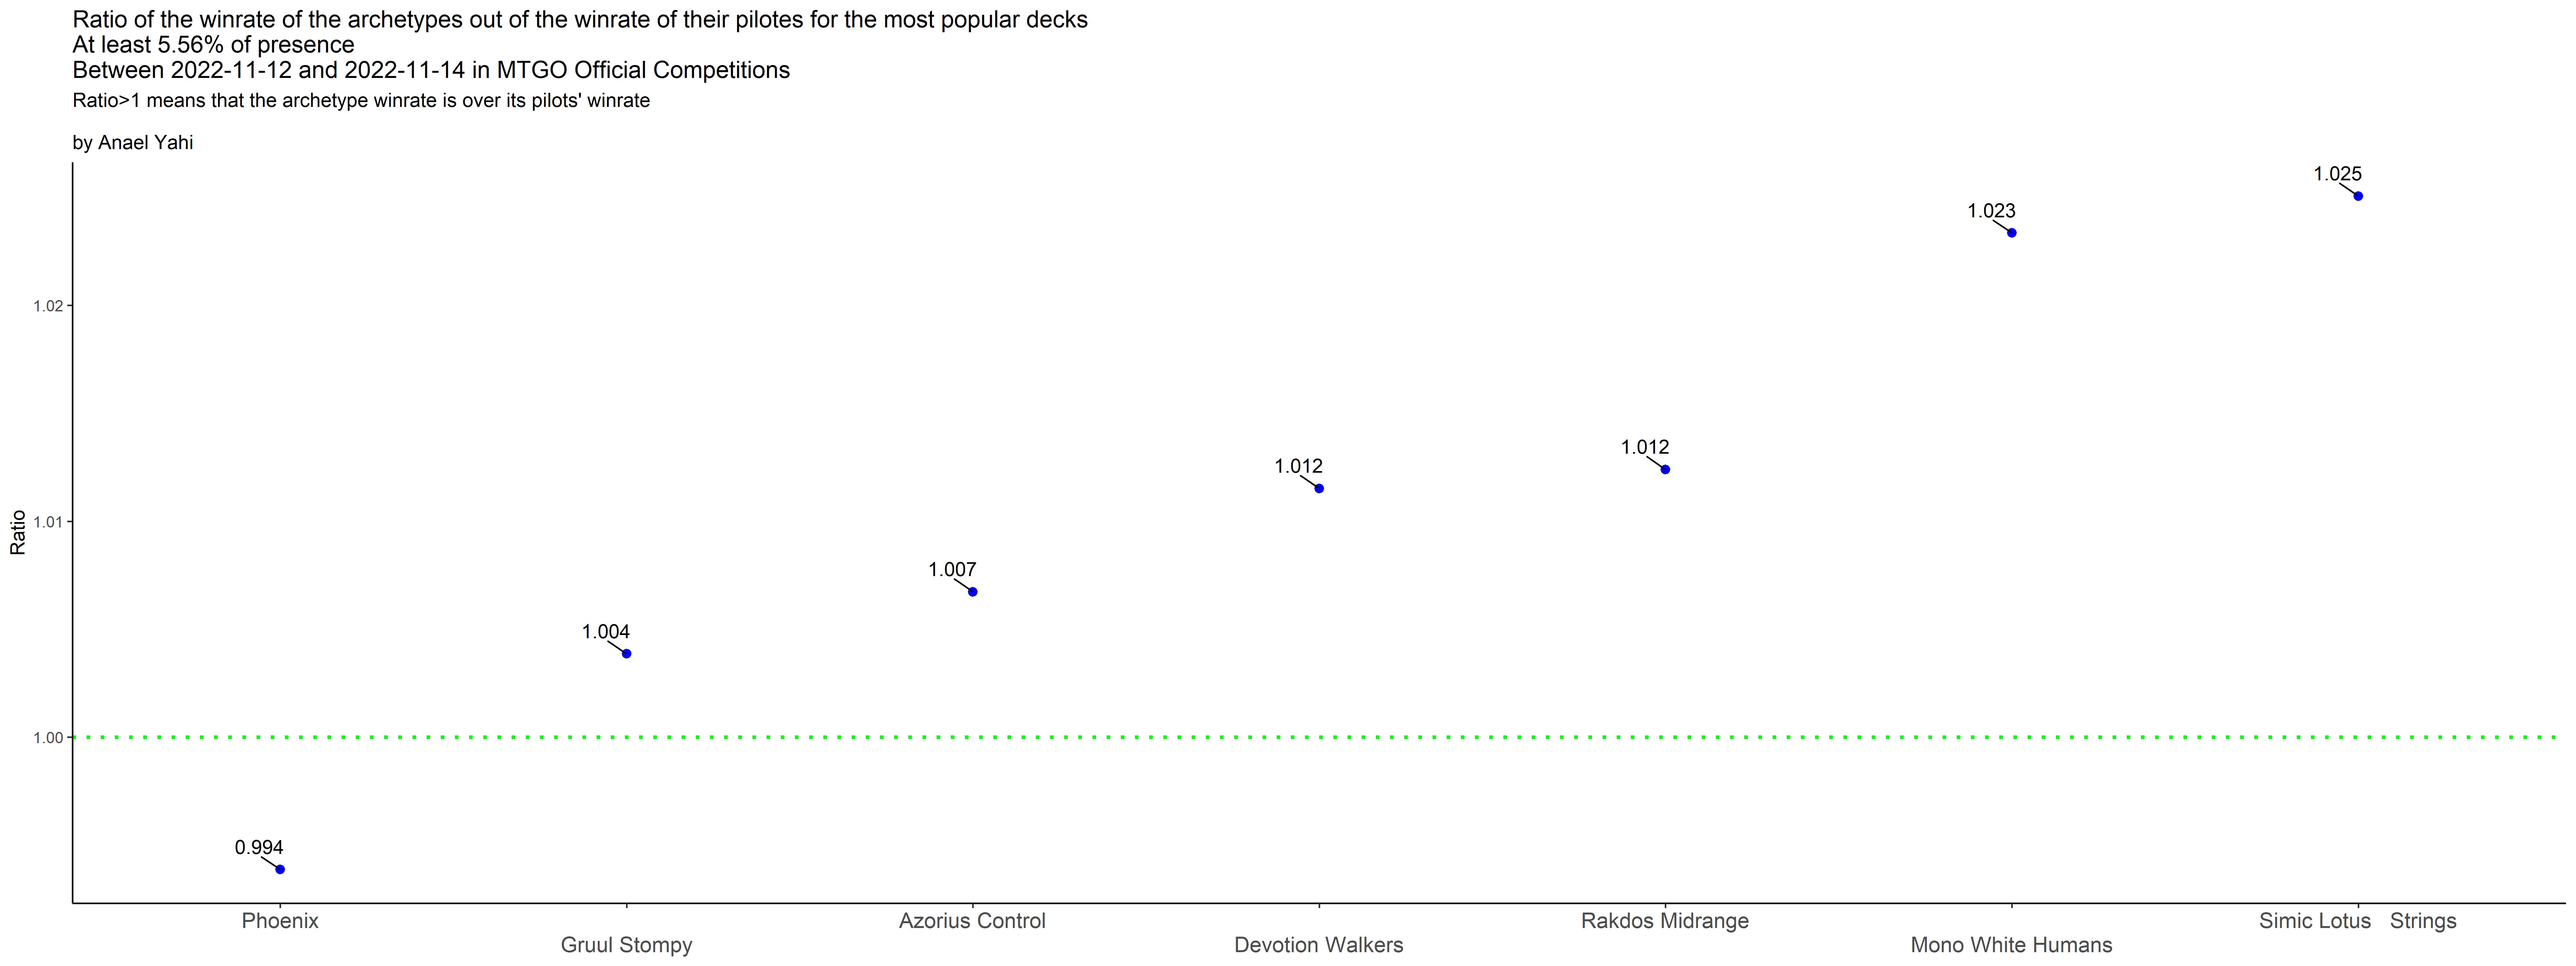 Ratio of the winrate of the archetypes out of the winrate of their pilotes for the most popular decks
At least 5.56% of presence
Between 2022-11-12 and 2022-11-14 in MTGO Official Competitions
Ratio>1 means that the archetype winrate is over its pilots' winrate
by Anael Yahi
1.025
1.023
1.02
1.012
1.012
1.01
Ratio
1.007
1.004
1.00
0.994
Phoenix
Gruul Stompy
Azorius Control
Devotion Walkers
Rakdos Midrange
Mono White Humans
Simic Lotus   Strings